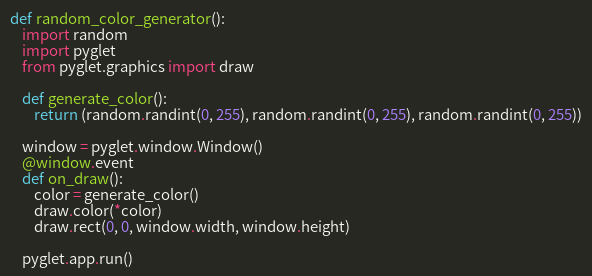 def random_color_generator():
    import random
    import pyglet
    from pyglet.graphics import draw

    def generate_color():
        return (random.randint(0, 255), random.randint(0, 255), random.randint(0, 255))

    window = pyglet.window.Window()
    @window.event
    def on_draw():
        color = generate_color()
        draw.color(*color)
        draw.rect(0, 0, window.width, window.height)

    pyglet.app.run()